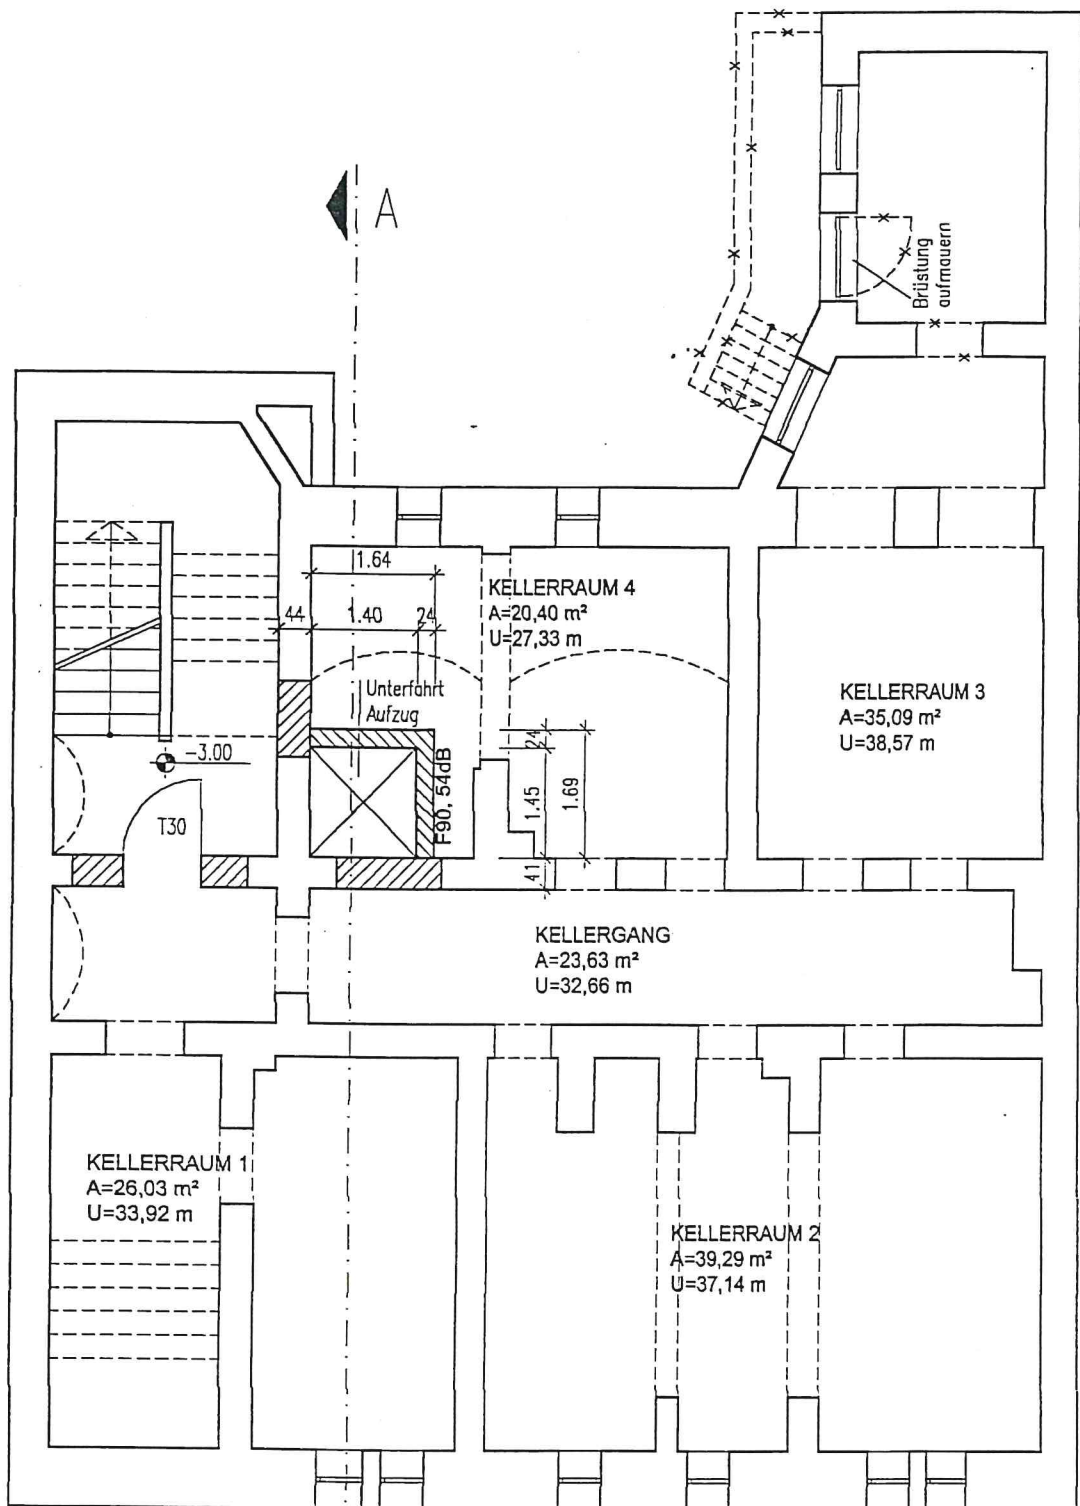 A
Brüstung
aufmauern
1.64
44
1.40
24
KELLERRAUM 4
A=20,40 m²
U=27,33 m
Unterfahrt
Aufzug
KELLERRAUM 3
A=35,09 m²
U=38,57 m
-3.00
F90, 54dB
24
1.45
1.69
T30
41
KELLERGANG
A=23,63 m²
U=32,66 m
KELLERRAUM 1
A=26,03 m²
U=33,92 m
KELLERRAUM 2
A=39,29 m²
U=37,14 m